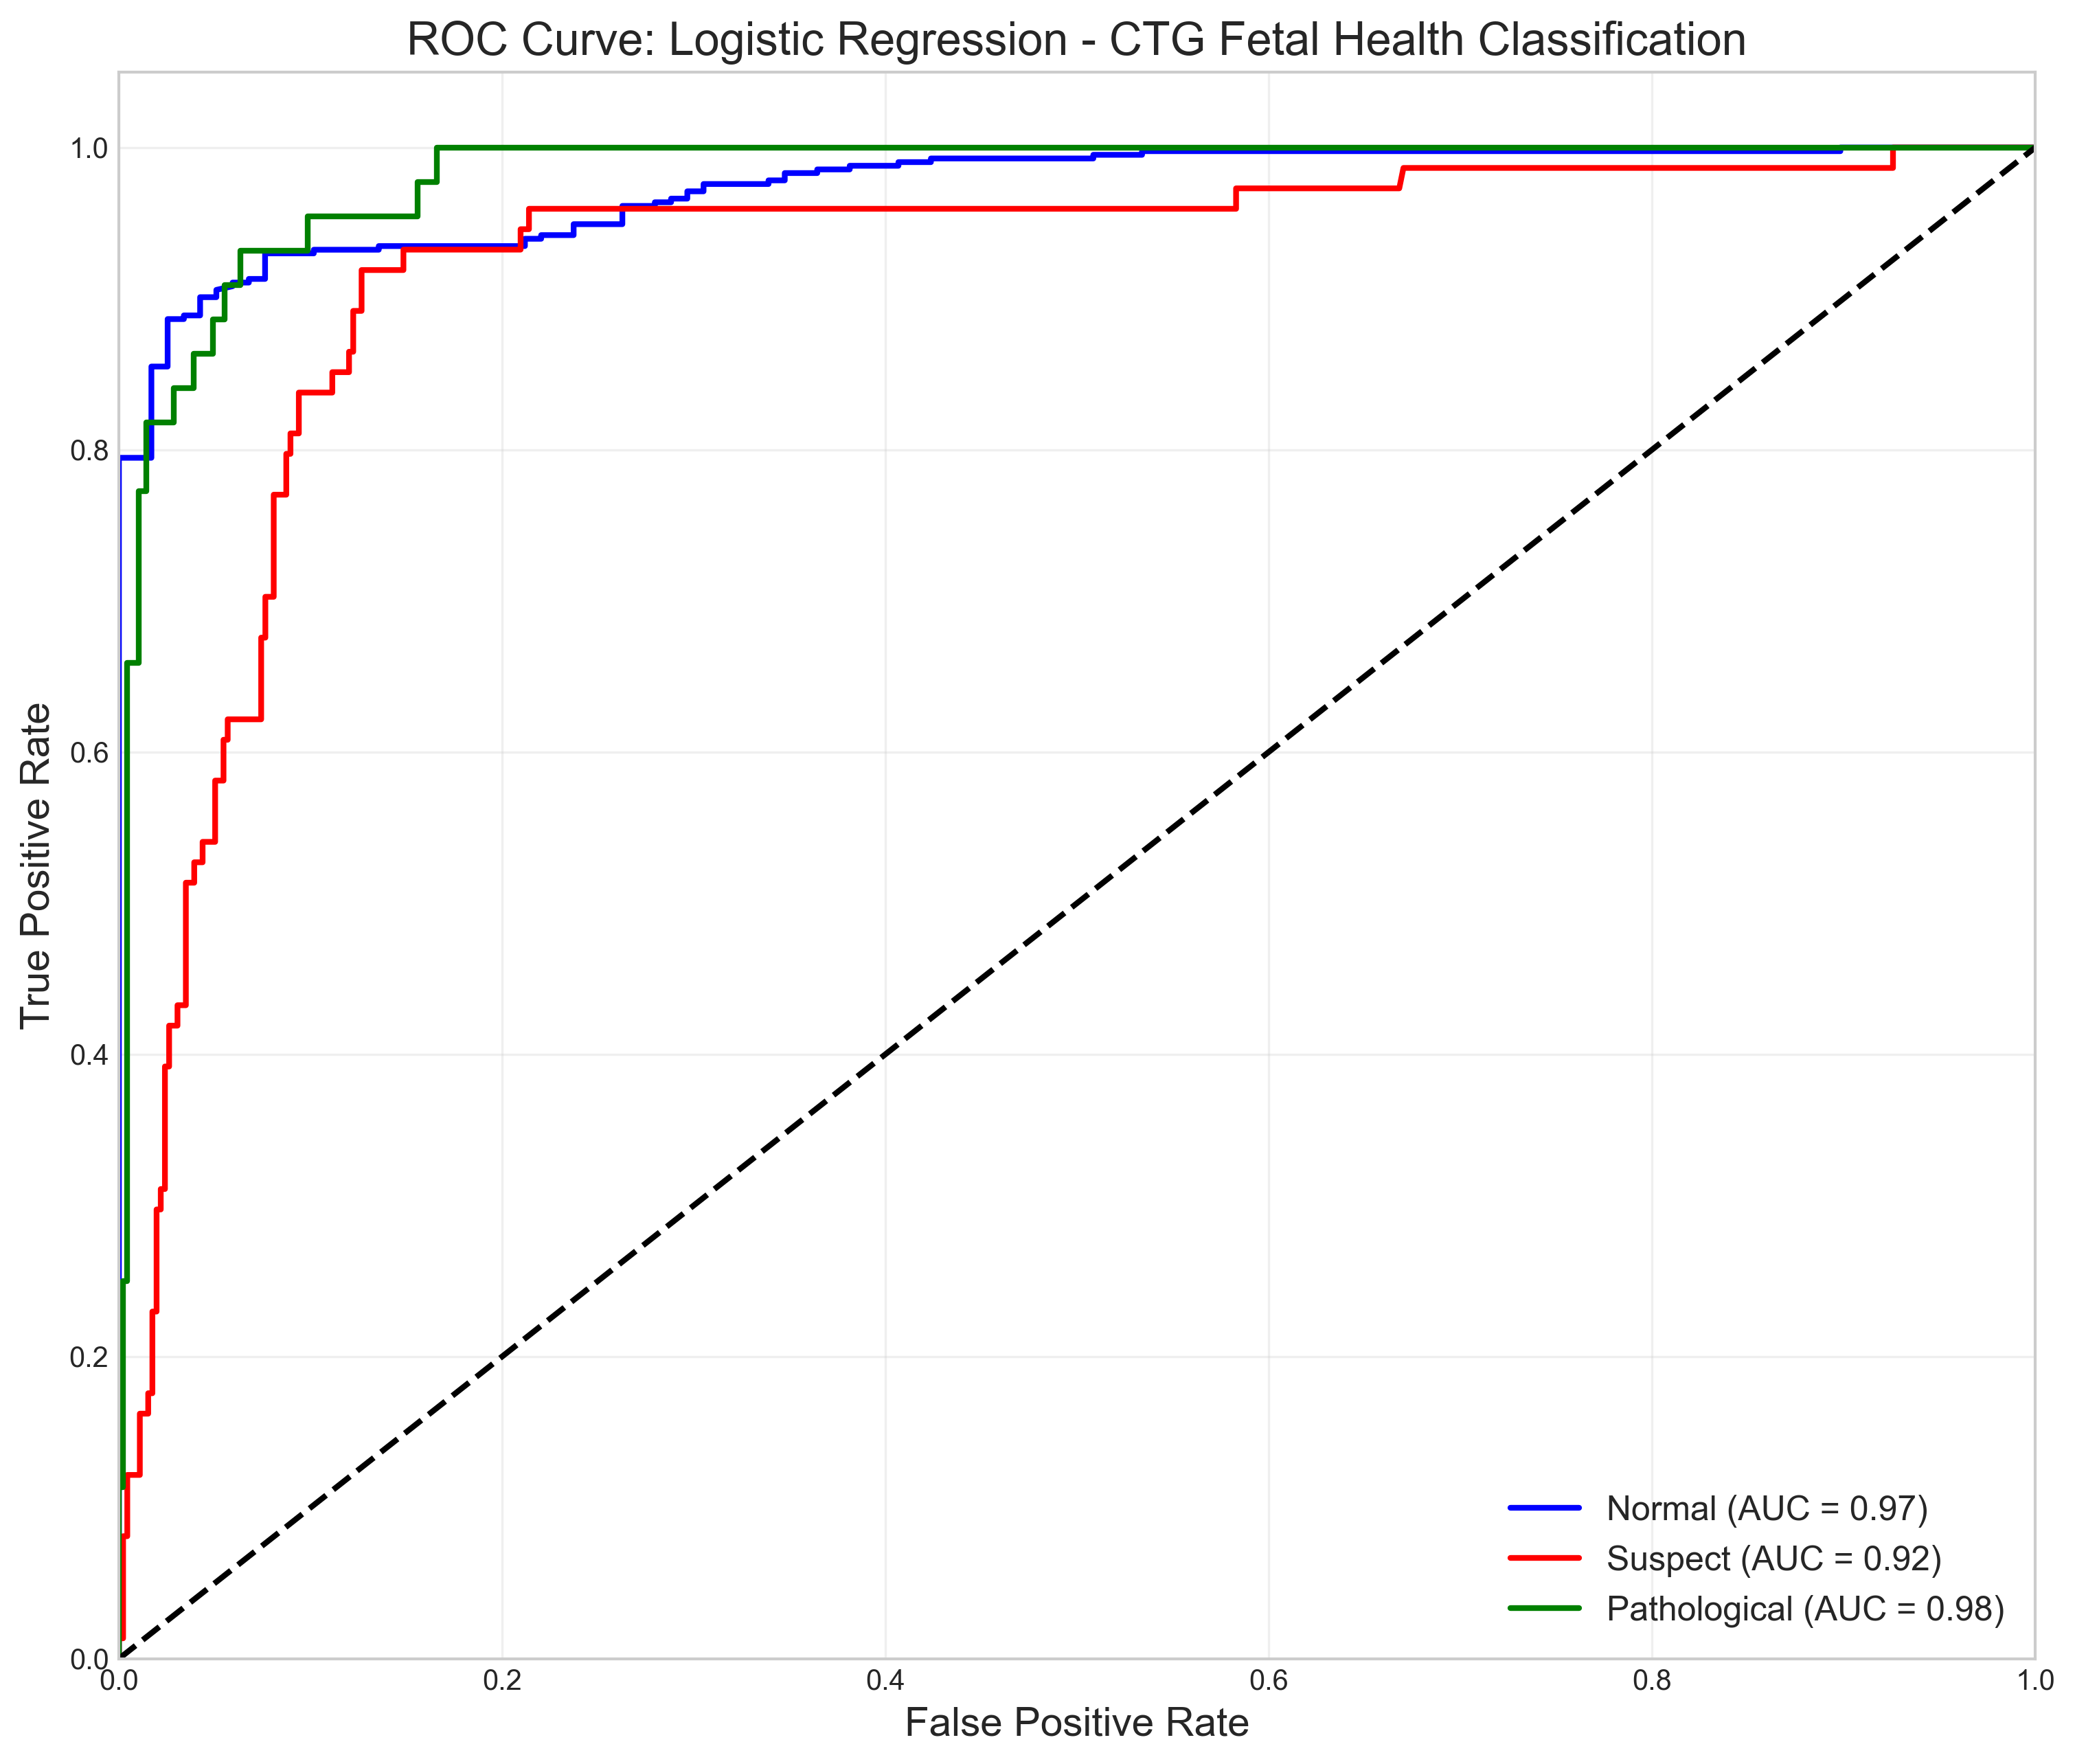 ROC Curve: Logistic Regression - CTG Fetal Health Classification
True Positive Rate
1.0
0.8
0.6
0.4
0.2
0.0
0.0 0.2 0.4 0.6 0.8 1.0
False Positive Rate
Normal (AUC = 0.97)
Suspect (AUC = 0.92)
Pathological (AUC = 0.98)